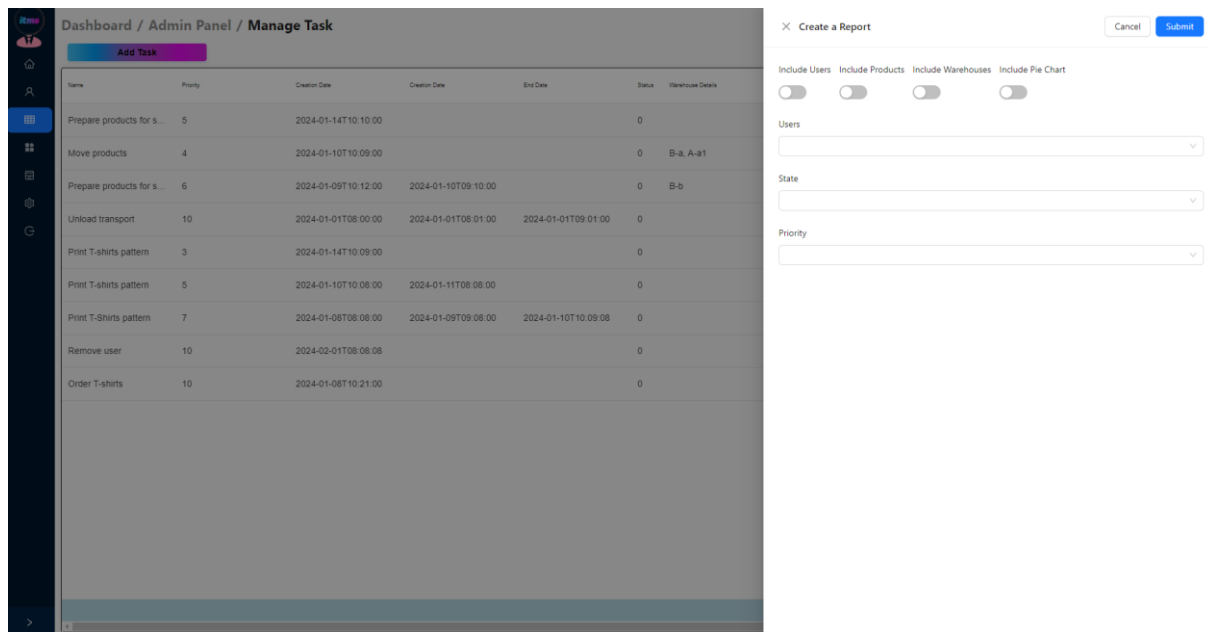 itms
Dashboard / Admin Panel / Manage Task
Add Task
Name Priority Creation Date Creation Date End Date Status Warehouse Details
Prepare products for s... 5 2024-01-14T10:10:00 0
Move products 4 2024-01-10T10:09:00 0 B-a, A-a1
Prepare products for s... 6 2024-01-09T10:12:00 2024-01-10T09:10:00 0 B-b
Unload transport 10 2024-01-01T08:00:00 2024-01-01T08:01:00 2024-01-01T09:01:00 0
Print T-shirts pattern 3 2024-01-14T10:09:00 0
Print T-shirts pattern 5 2024-01-10T10:08:00 2024-01-11T08:08:00 0
Print T-Shirts pattern 7 2024-01-08T08:08:00 2024-01-09T09:08:00 2024-01-10T10:09:08 0
Remove user 10 2024-02-01T08:08:08 0
Order T-shirts 10 2024-01-08T10:21:00 0
Create a Report Cancel Submit
Include Users Include Products Include Warehouses Include Pie Chart
Users
State
Priority